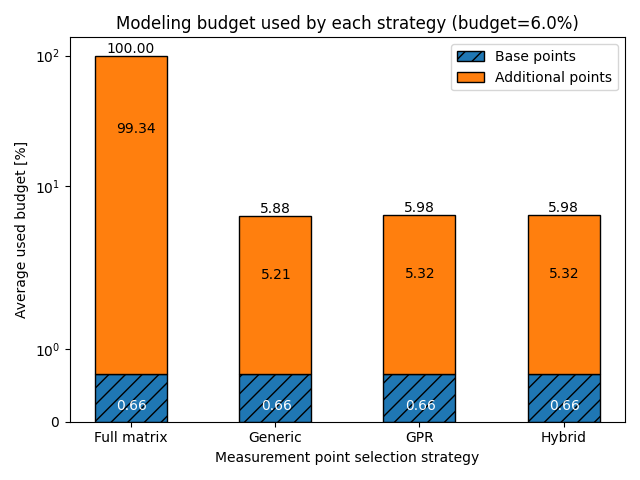 Modeling budget used by each strategy (budget=6.0%)
Base points
Additional points
Average used budget [%]
10²
10¹
10⁰
0
100.00
99.34
0.66
5.88
5.21
0.66
5.98
5.32
0.66
5.98
5.32
0.66
Full matrix
Generic
GPR
Hybrid
Measurement point selection strategy